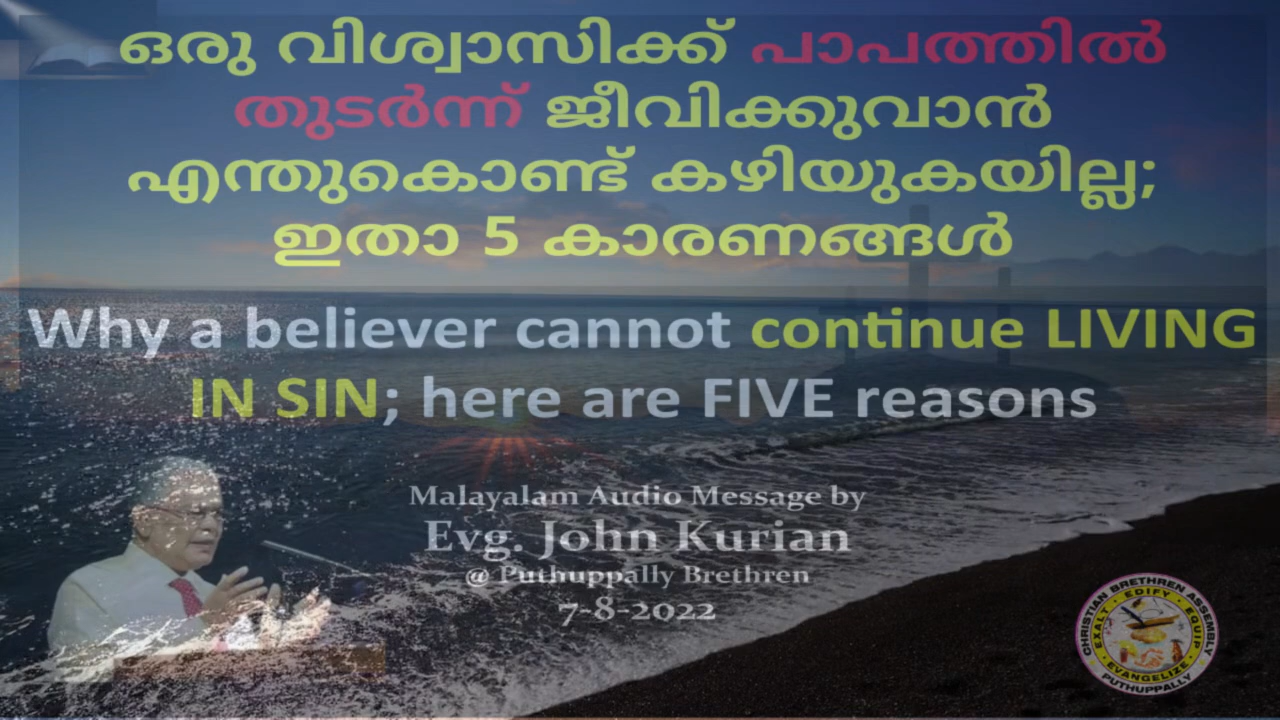 ഒരു വിശ്വാസിക്ക് പാപത്തിൽ
തുടർന്ന് ജീവിക്കുവാൻ
എന്തുകൊണ്ട് കഴിയുകയില്ല;
ഇതാ 5 കാരണങ്ങൾ
Why a believer cannot continue LIVING
IN SIN; here are FIVE reasons
Malayalam Audio Message by
Evg. John Kurian
@ Puthuppally Brethren
7-8-2022
CHRISTIAN BRETHREN ASSEMBLY
EXALT • EDIFY • EQUIP
• EVANGELIZE •
PUTHUPPALLY